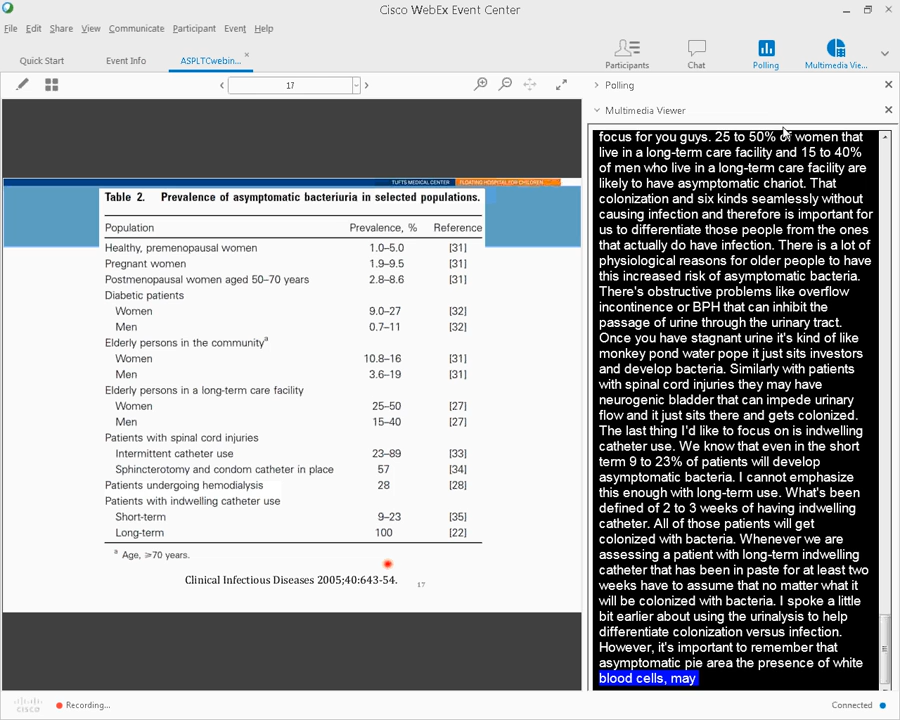 Cisco WebEx Event Center
File Edit Share View Communicate Participant Event Help
Quick Start Event Info ASPLTCwebin...
Participants Chat Polling Multimedia Vie...
17
Polling
Multimedia Viewer
TUFTS MEDICAL CENTER FLOATING HOSPITAL FOR CHILDREN
Table 2. Prevalence of asymptomatic bacteriuria in selected populations.
Population Prevalence, % Reference
Healthy, premenopausal women 1.0–5.0 [31]
Pregnant women 1.9–9.5 [31]
Postmenopausal women aged 50–70 years 2.8–8.6 [31]
Diabetic patients
Women 9.0–27 [32]
Men 0.7–11 [32]
Elderly persons in the communityᵃ
Women 10.8–16 [31]
Men 3.6–19 [31]
Elderly persons in a long-term care facility
Women 25–50 [27]
Men 15–40 [27]
Patients with spinal cord injuries
Intermittent catheter use 23–89 [33]
Sphincterotomy and condom catheter in place 57 [34]
Patients undergoing hemodialysis 28 [28]
Patients with indwelling catheter use
Short-term 9–23 [35]
Long-term 100 [22]
ᵃ Age, ⩾70 years.
Clinical Infectious Diseases 2005;40:643-54.
17
focus for you guys. 25 to 50% of women that
live in a long-term care facility and 15 to 40%
of men who live in a long-term care facility are
likely to have asymptomatic chariot. That
colonization and six kinds seamlessly without
causing infection and therefore is important for
us to differentiate those people from the ones
that actually do have infection. There is a lot of
physiological reasons for older people to have
this increased risk of asymptomatic bacteria.
There's obstructive problems like overflow
incontinence or BPH that can inhibit the
passage of urine through the urinary tract.
Once you have stagnant urine it's kind of like
monkey pond water pope it just sits investors
and develop bacteria. Similarly with patients
with spinal cord injuries they may have
neurogenic bladder that can impede urinary
flow and it just sits there and gets colonized.
The last thing I'd like to focus on is indwelling
catheter use. We know that even in the short
term 9 to 23% of patients will develop
asymptomatic bacteria. I cannot emphasize
this enough with long-term use. What's been
defined of 2 to 3 weeks of having indwelling
catheter. All of those patients will get
colonized with bacteria. Whenever we are
assessing a patient with long-term indwelling
catheter that has been in paste for at least two
weeks have to assume that no matter what it
will be colonized with bacteria. I spoke a little
bit earlier about using the urinalysis to help
differentiate colonization versus infection.
However, it's important to remember that
asymptomatic pie area the presence of white
blood cells, may
cisco
Recording...
Connected